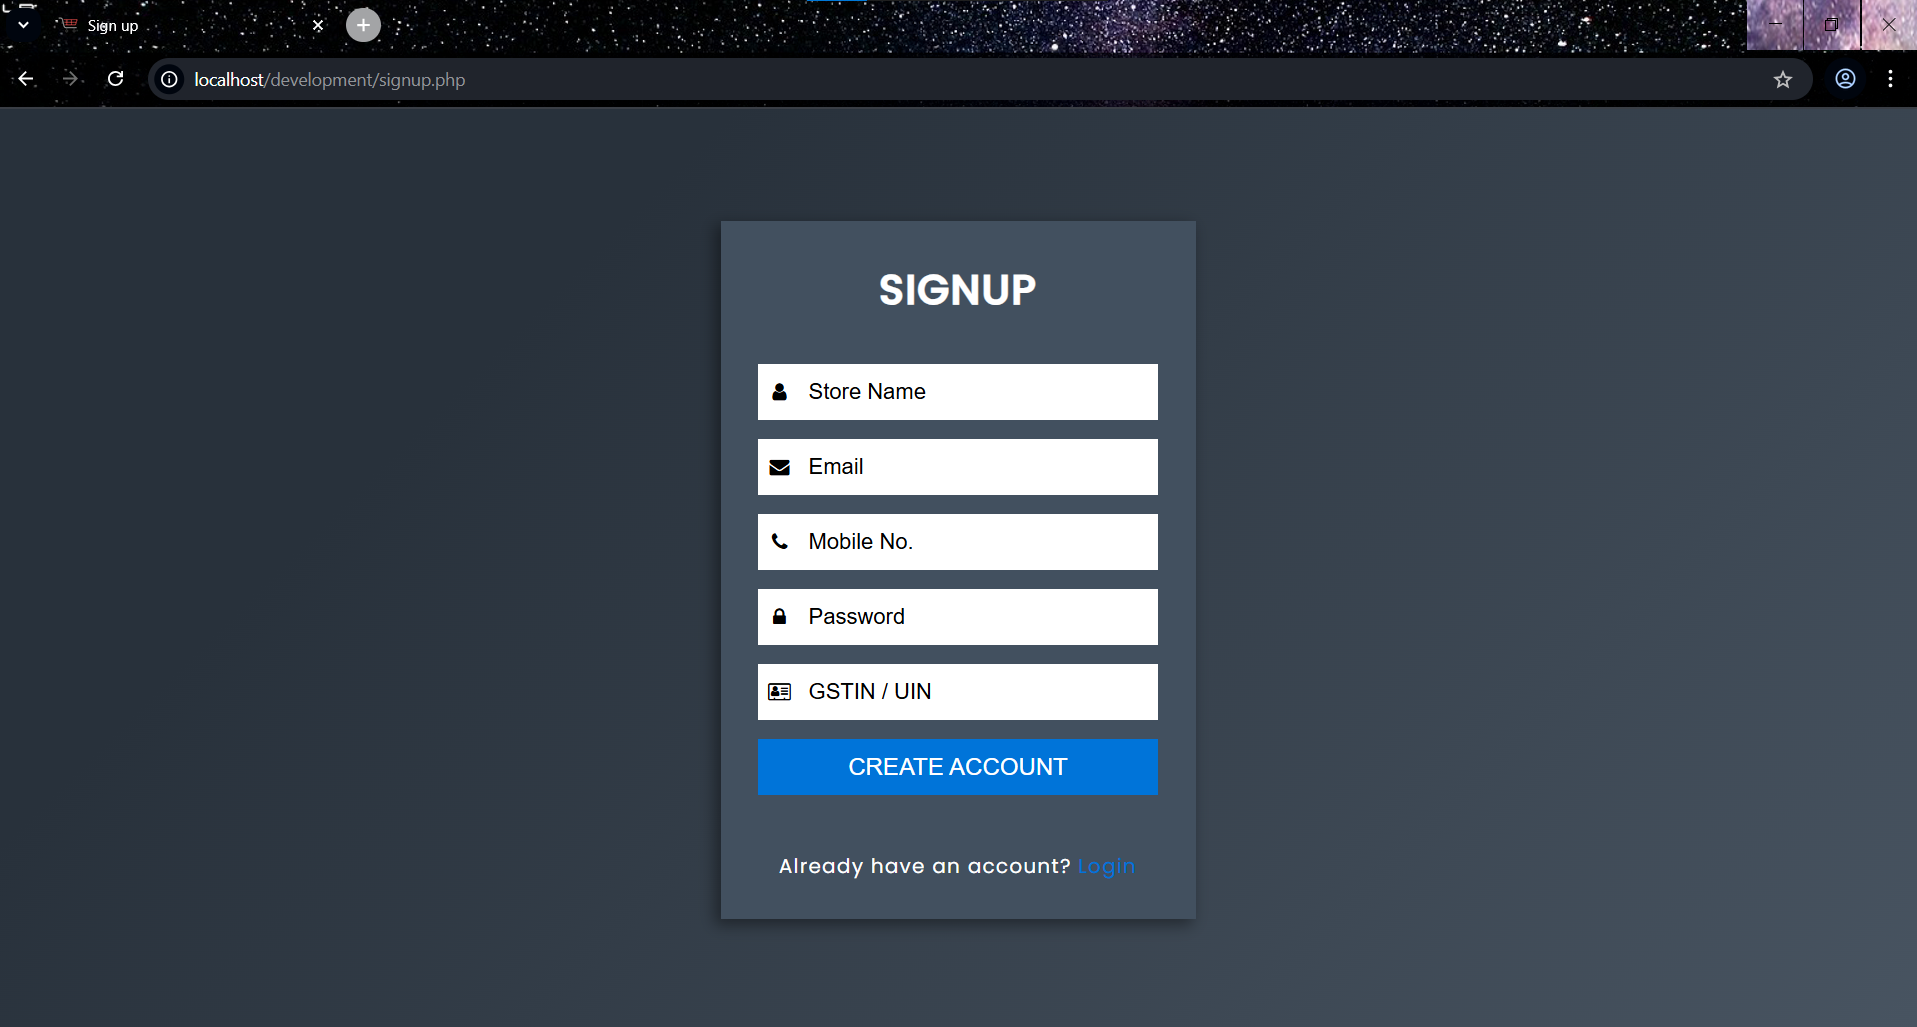 Sign up
localhost/development/signup.php
SIGNUP
Store Name
Email
Mobile No.
Password
GSTIN / UIN
CREATE ACCOUNT
Already have an account? Login